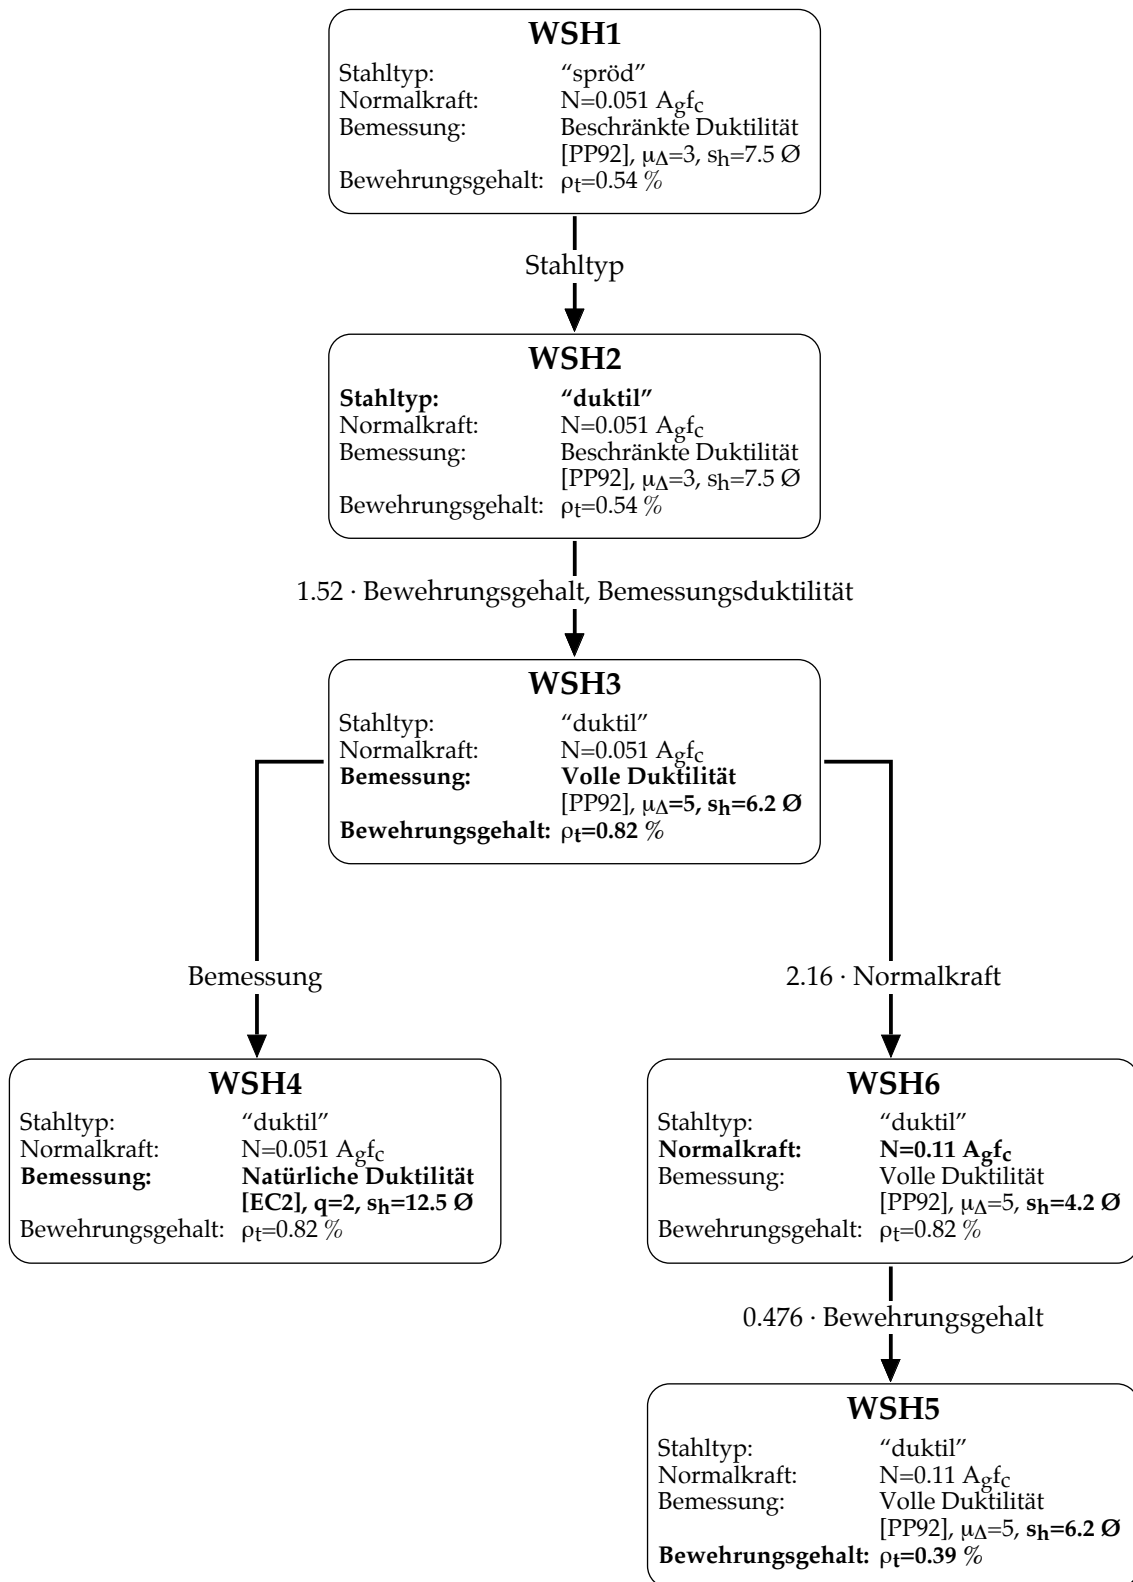 WSH1
Stahltyp: “spröd”
Normalkraft: N=0.051 Agfc
Bemessung: Beschränkte Duktilität
[PP92], μΔ=3, sh=7.5 Ø
Bewehrungsgehalt: ρt=0.54 %
Stahltyp
WSH2
Stahltyp: “duktil”
Normalkraft: N=0.051 Agfc
Bemessung: Beschränkte Duktilität
[PP92], μΔ=3, sh=7.5 Ø
Bewehrungsgehalt: ρt=0.54 %
1.52 · Bewehrungsgehalt, Bemessungsduktilität
WSH3
Stahltyp: “duktil”
Normalkraft: N=0.051 Agfc
Bemessung: Volle Duktilität
[PP92], μΔ=5, sh=6.2 Ø
Bewehrungsgehalt: ρt=0.82 %
Bemessung
2.16 · Normalkraft
WSH4
Stahltyp: “duktil”
Normalkraft: N=0.051 Agfc
Bemessung: Natürliche Duktilität
[EC2], q=2, sh=12.5 Ø
Bewehrungsgehalt: ρt=0.82 %
WSH6
Stahltyp: “duktil”
Normalkraft: N=0.11 Agfc
Bemessung: Volle Duktilität
[PP92], μΔ=5, sh=4.2 Ø
Bewehrungsgehalt: ρt=0.82 %
0.476 · Bewehrungsgehalt
WSH5
Stahltyp: “duktil”
Normalkraft: N=0.11 Agfc
Bemessung: Volle Duktilität
[PP92], μΔ=5, sh=6.2 Ø
Bewehrungsgehalt: ρt=0.39 %